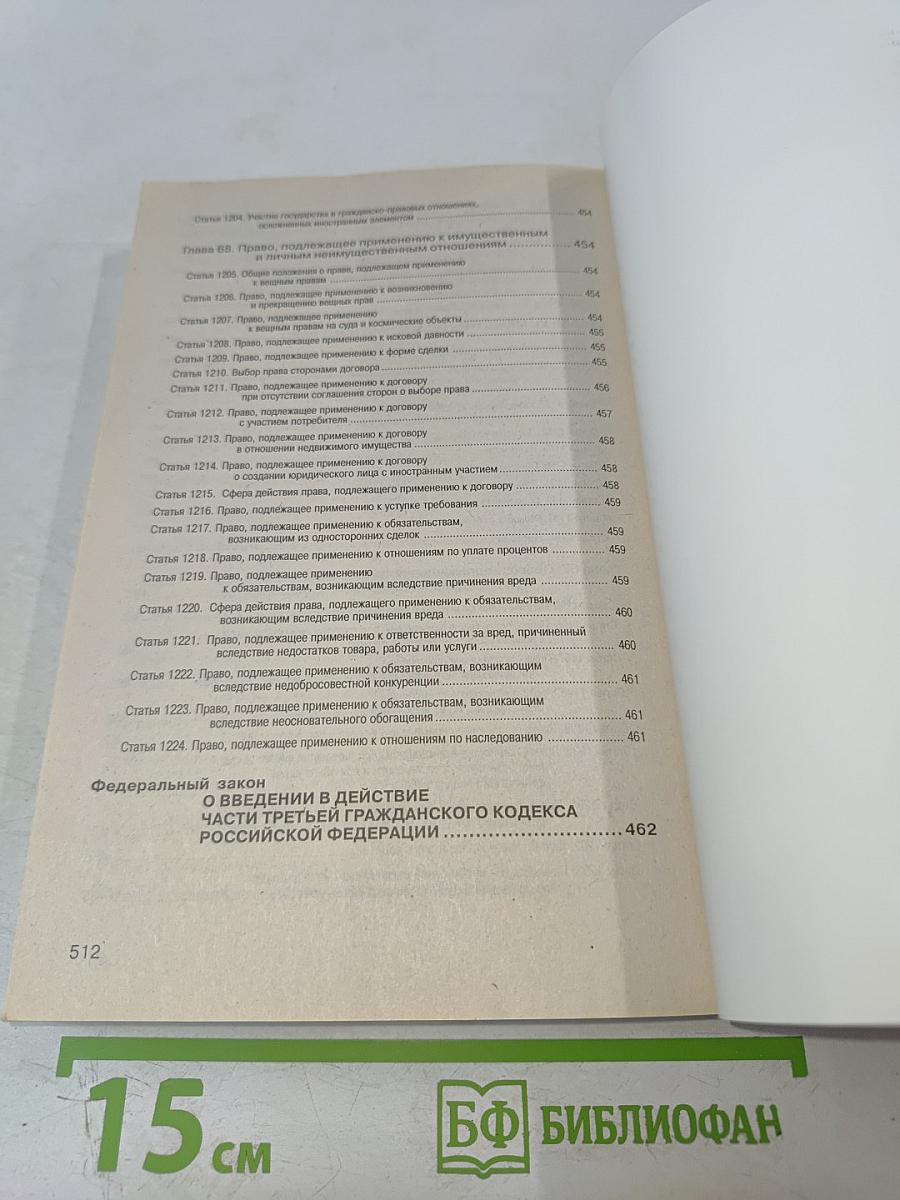 Статья 1204. Участие государства в гражданско-правовых отношениях,
осложненных иностранным элементом ........ 454
Глава 68. Право, подлежащее применению к имущественным
и личным неимущественным отношениям ........ 454
Статья 1205. Общие положения о праве, подлежащем применению
к вещным правам ........ 454
Статья 1206. Право, подлежащее применению к возникновению
и прекращению вещных прав ........ 454
Статья 1207. Право, подлежащее применению
к вещным правам на суда и космические объекты ........ 454
Статья 1208. Право, подлежащее применению к исковой давности ........ 455
Статья 1209. Право, подлежащее применению к форме сделки ........ 455
Статья 1210. Выбор права сторонами договора ........ 455
Статья 1211. Право, подлежащее применению к договору
при отсутствии соглашения сторон о выборе права ........ 456
Статья 1212. Право, подлежащее применению к договору
с участием потребителя ........ 457
Статья 1213. Право, подлежащее применению к договору
в отношении недвижимого имущества ........ 458
Статья 1214. Право, подлежащее применению к договору
о создании юридического лица с иностранным участием ........ 458
Статья 1215. Сфера действия права, подлежащего применению к договору ........ 458
Статья 1216. Право, подлежащее применению к уступке требования ........ 459
Статья 1217. Право, подлежащее применению к обязательствам,
возникающим из односторонних сделок ........ 459
Статья 1218. Право, подлежащее применению к отношениям по уплате процентов ........ 459
Статья 1219. Право, подлежащее применению
к обязательствам, возникающим вследствие причинения вреда ........ 459
Статья 1220. Сфера действия права, подлежащего применению к обязательствам,
возникающим вследствие причинения вреда ........ 460
Статья 1221. Право, подлежащее применению к ответственности за вред, причиненный
вследствие недостатков товара, работы или услуги ........ 460
Статья 1222. Право, подлежащее применению к обязательствам, возникающим
вследствие недобросовестной конкуренции ........ 461
Статья 1223. Право, подлежащее применению к обязательствам, возникающим
вследствие неосновательного обогащения ........ 461
Статья 1224. Право, подлежащее применению к отношениям по наследованию ........ 461
Федеральный закон
О ВВЕДЕНИИ В ДЕЙСТВИЕ
ЧАСТИ ТРЕТЬЕЙ ГРАЖДАНСКОГО КОДЕКСА
РОССИЙСКОЙ ФЕДЕРАЦИИ ........ 462
512
15 см
БФ БИБЛИОФАН